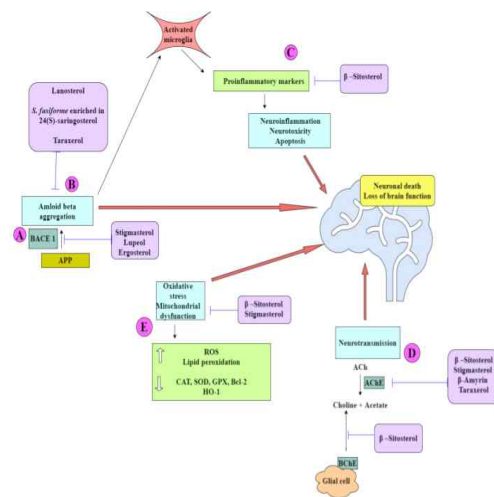 Activated
microglia
C
Proinflammatory markers
β –Sitosterol
Lanosterol
S. fusiforme enriched in
24(S)-saringosterol
Taraxerol
Neuroinflammation
Neurotoxicity
Apoptosis
B
Neuronal death
Loss of brain function
Amloid beta
aggregation
A
BACE 1
APP
Stigmasterol
Lupeol
Ergosterol
Oxidative
stress
Mitochondrial
dysfunction
β –Sitosterol
Stigmasterol
E
ROS
Lipid peroxidation
CAT, SOD, GPX, Bcl-2
HO-1
Neurotransmission
D
ACh
AChE
Choline + Acetate
β –Sitosterol
Stigmasterol
β-Amyrin
Taraxerol
β –Sitosterol
BChE
Glial cell